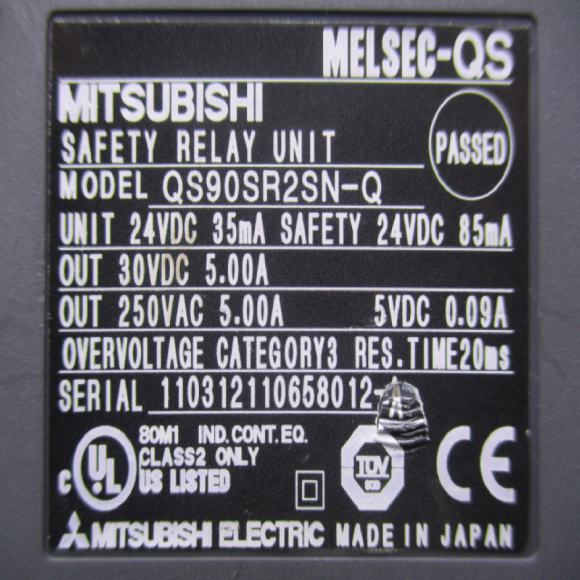 MELSEC-QS
MITSUBISHI
SAFETY RELAY UNIT
PASSED
MODEL QS90SR2SN-Q
UNIT 24VDC 35mA SAFETY 24VDC 85mA
OUT 30VDC 5.00A
OUT 250VAC 5.00A 5VDC 0.09A
OVERVOLTAGE CATEGORY3 RES.TIME20ms
SERIAL 110312110658012-A
80M1 IND.CONT.EQ.
CLASS2 ONLY
C UL US LISTED
TÜV
CE
MITSUBISHI ELECTRIC MADE IN JAPAN